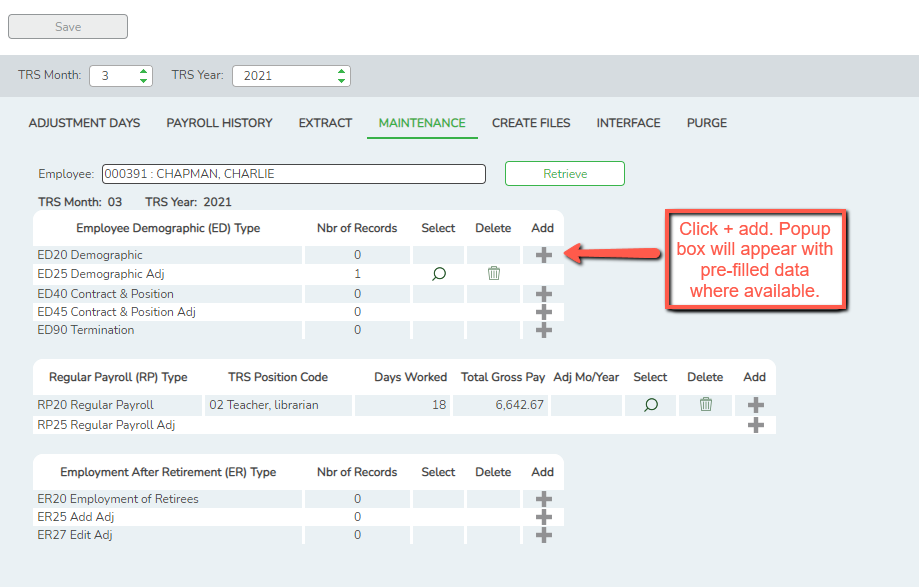 Save
TRS Month: 3 TRS Year: 2021
ADJUSTMENT DAYS PAYROLL HISTORY EXTRACT MAINTENANCE CREATE FILES INTERFACE PURGE
Employee: 000391 : CHAPMAN, CHARLIE Retrieve
TRS Month: 03 TRS Year: 2021
Employee Demographic (ED) Type Nbr of Records Select Delete Add
ED20 Demographic 0
ED25 Demographic Adj 1
ED40 Contract & Position 0
ED45 Contract & Position Adj 0
ED90 Termination 0
Click + add. Popup
box will appear with
pre-filled data
where available.
Regular Payroll (RP) Type TRS Position Code Days Worked Total Gross Pay Adj Mo/Year Select Delete Add
RP20 Regular Payroll 02 Teacher, librarian 18 6,642.67
RP25 Regular Payroll Adj
Employment After Retirement (ER) Type Nbr of Records Select Delete Add
ER20 Employment of Retirees 0
ER25 Add Adj 0
ER27 Edit Adj 0